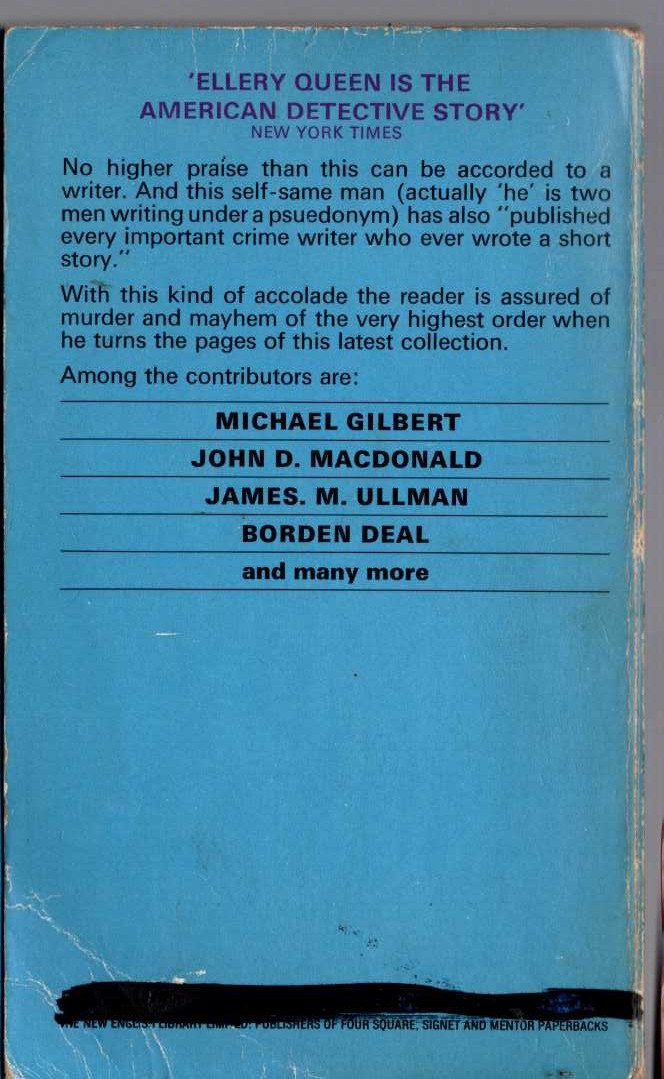 'ELLERY QUEEN IS THE
AMERICAN DETECTIVE STORY'
NEW YORK TIMES
No higher praise than this can be accorded to a
writer. And this self-same man (actually 'he' is two
men writing under a psuedonym) has also "published
every important crime writer who ever wrote a short
story."
With this kind of accolade the reader is assured of
murder and mayhem of the very highest order when
he turns the pages of this latest collection.
Among the contributors are:
MICHAEL GILBERT
JOHN D. MACDONALD
JAMES. M. ULLMAN
BORDEN DEAL
and many more
THE NEW ENGLISH LIBRARY LIMITED: PUBLISHERS OF FOUR SQUARE, SIGNET AND MENTOR PAPERBACKS